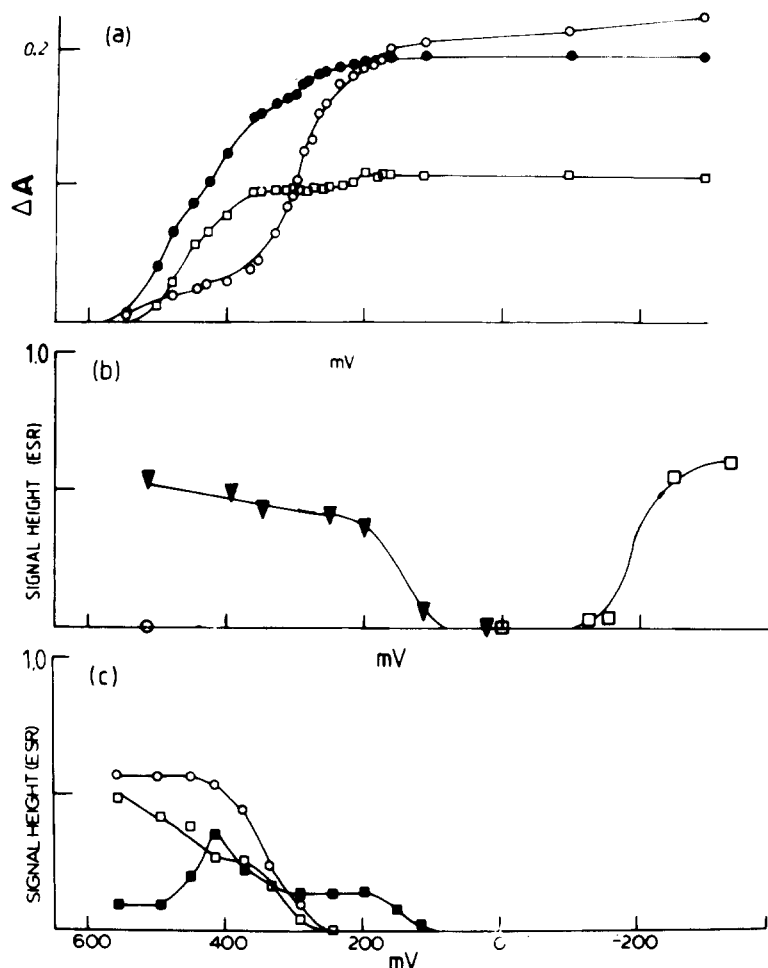 (a)
0.2
ΔA
mV
1.0
(b)
SIGNAL HEIGHT (ESR)
mV
1.0
(c)
SIGNAL HEIGHT (ESR)
600 400 200 0 -200
mV